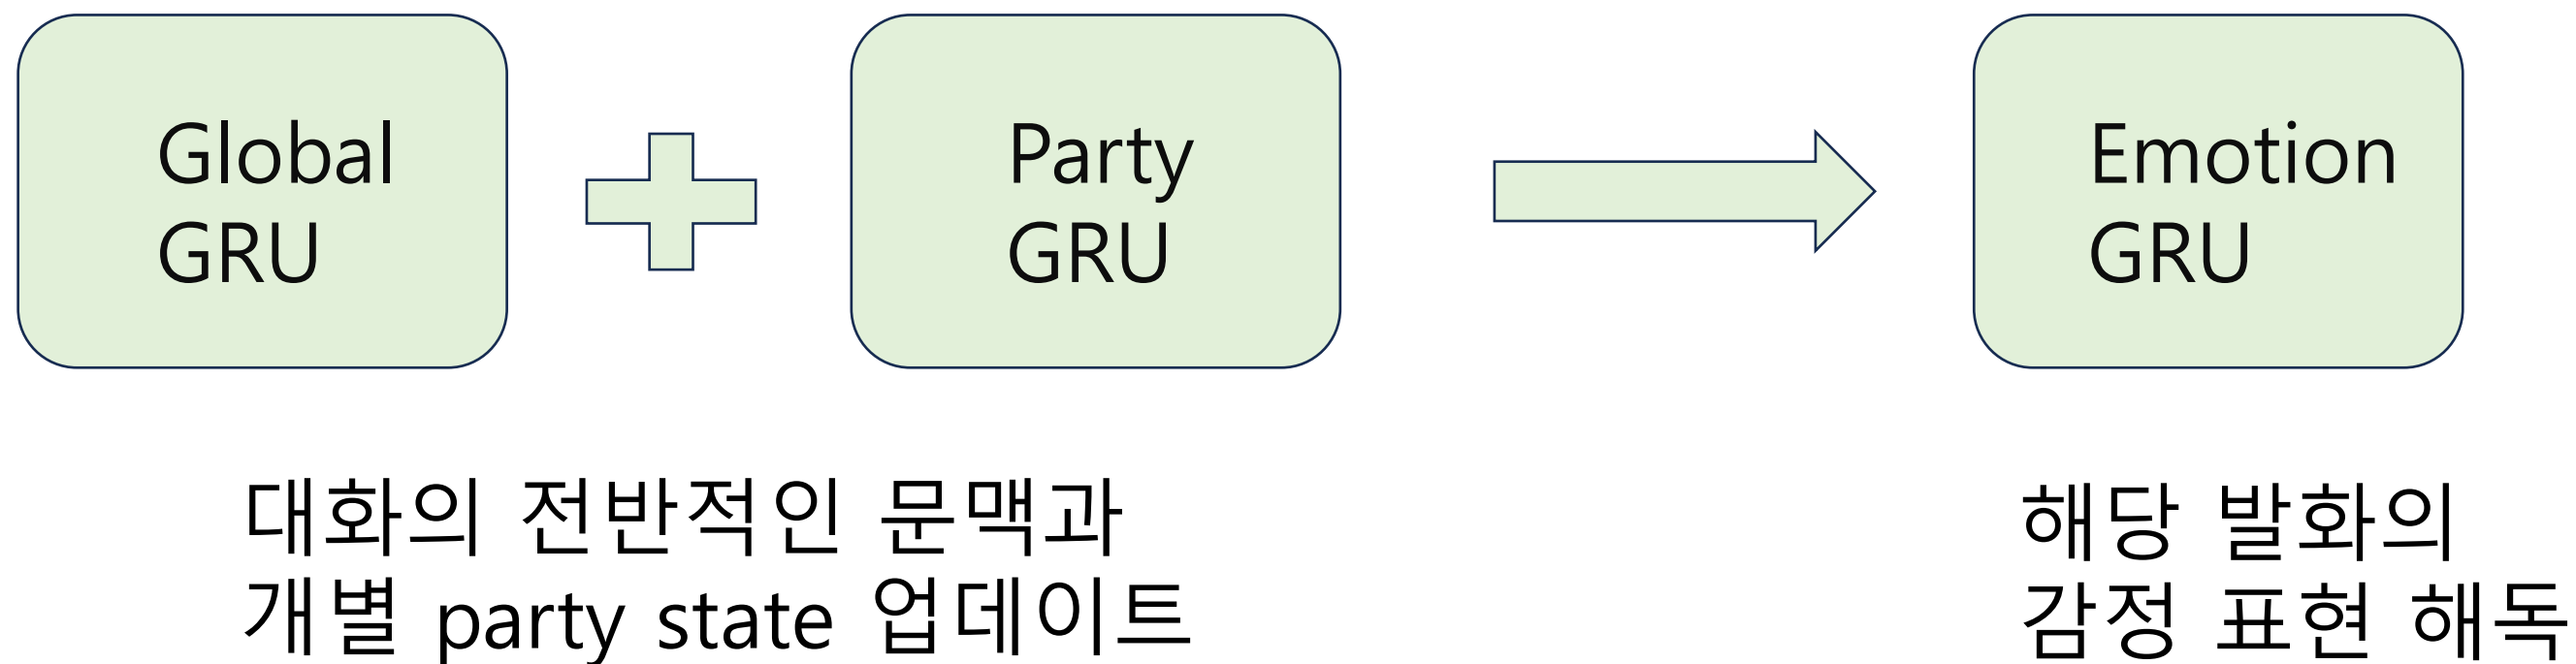 Global
GRU
Party
GRU
Emotion
GRU
대화의 전반적인 문맥과
개별 party state 업데이트
해당 발화의
감정 표현 해독